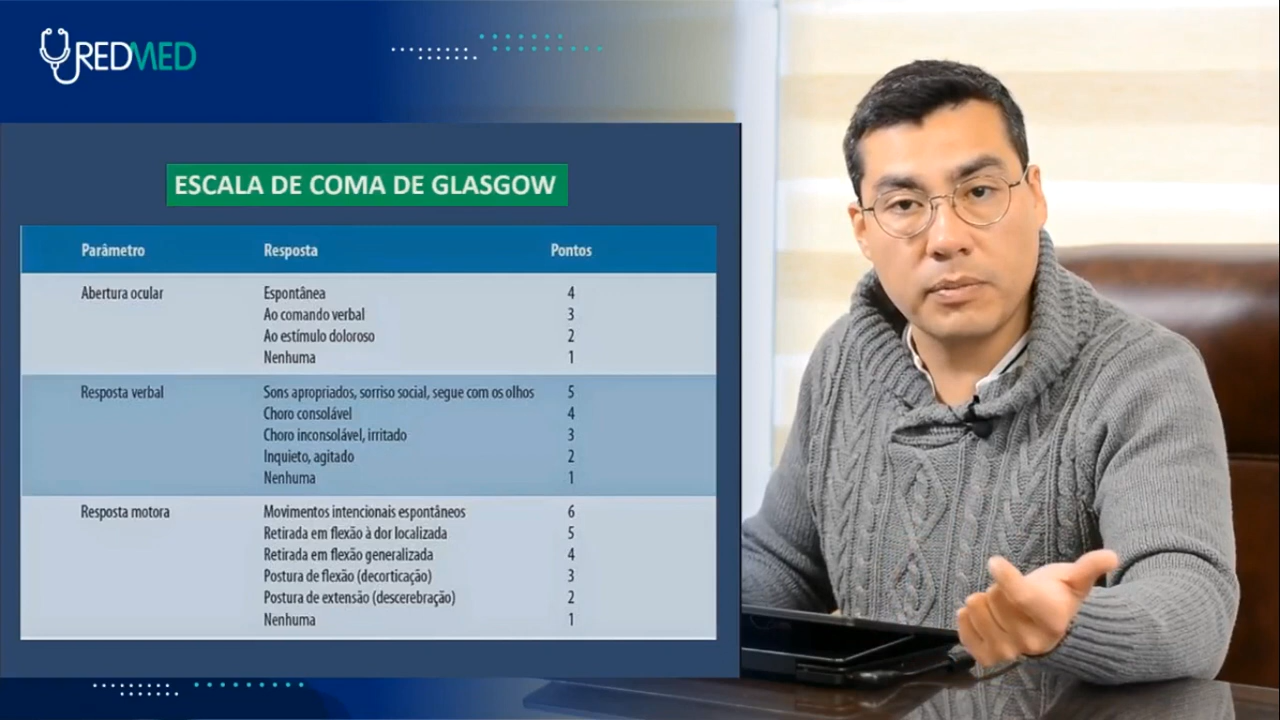 REDMED
ESCALA DE COMA DE GLASGOW
Parâmetro Resposta Pontos
Abertura ocular Espontânea 4
Ao comando verbal 3
Ao estímulo doloroso 2
Nenhuma 1
Resposta verbal Sons apropriados, sorriso social, segue com os olhos 5
Choro consolável 4
Choro inconsolável, irritado 3
Inquieto, agitado 2
Nenhuma 1
Resposta motora Movimentos intencionais espontâneos 6
Retirada em flexão à dor localizada 5
Retirada em flexão generalizada 4
Postura de flexão (decorticação) 3
Postura de extensão (descerebração) 2
Nenhuma 1